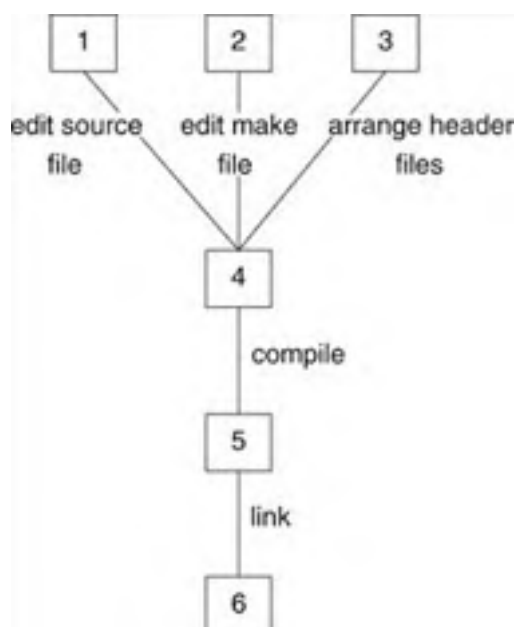 1 2 3
edit source edit make arrange header
file file files
4
compile
5
link
6